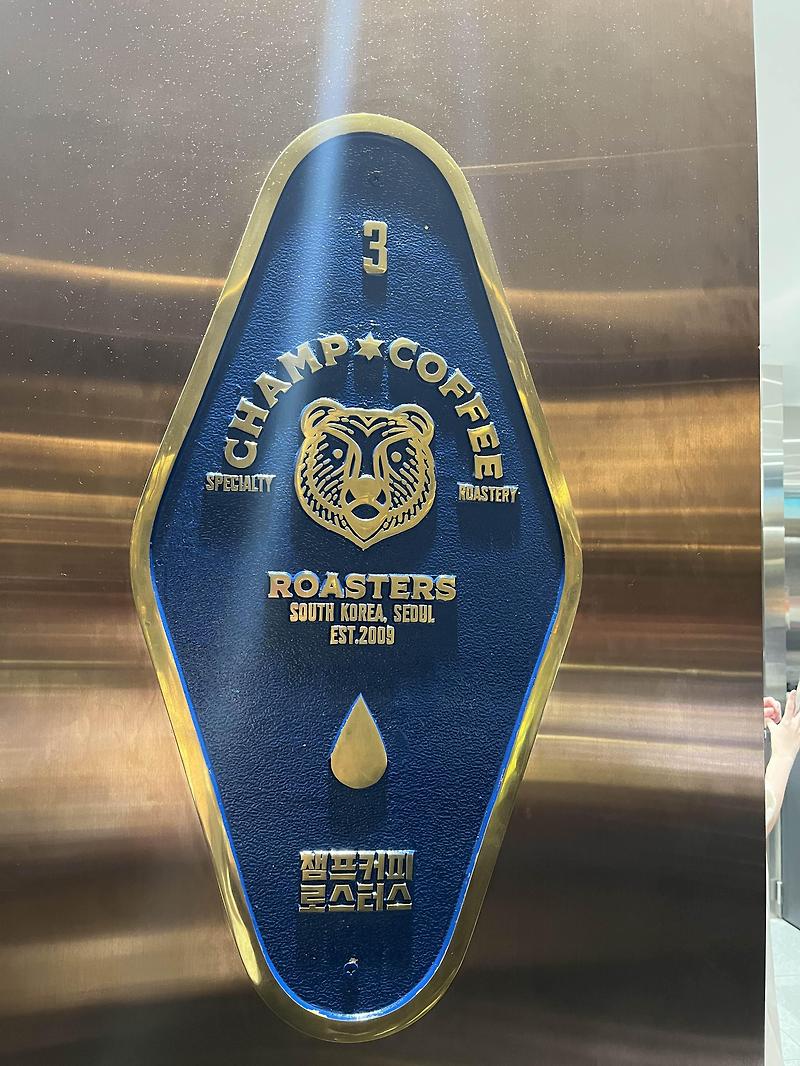 3
CHAMP★COFFEE
SPECIALTY
ROASTERY
ROASTERS
SOUTH KOREA, SEOUL
EST.2009
챔프커피
로스터스